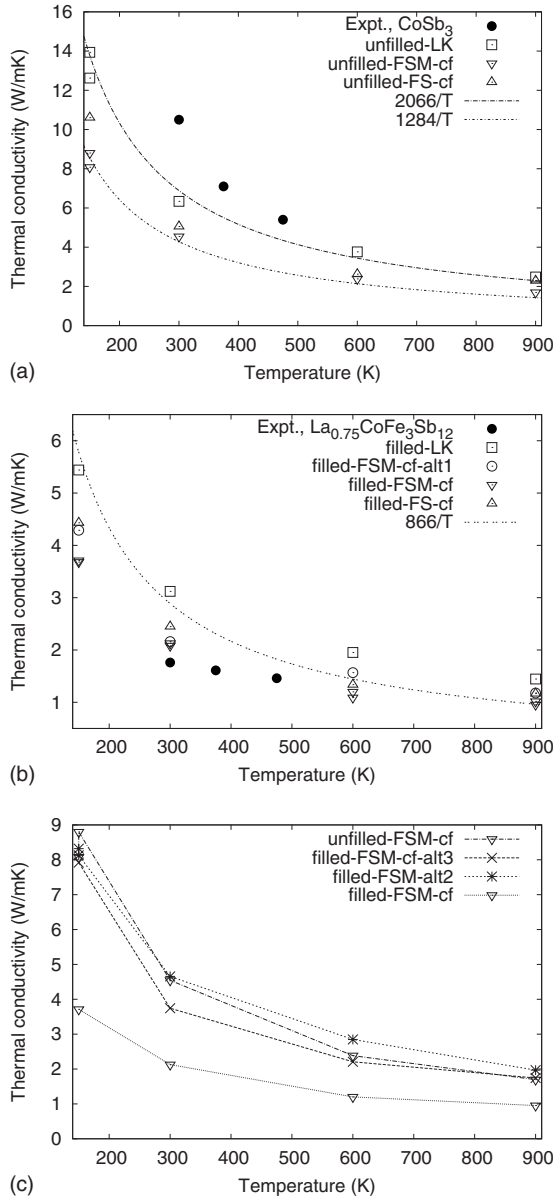 Thermal conductivity (W/mK)
16
14
12
10
8
6
4
2
0
Expt., CoSb3
unfilled-LK
unfilled-FSM-cf
unfilled-FS-cf
2066/T
1284/T
200 300 400 500 600 700 800 900
(a)
Temperature (K)
Thermal conductivity (W/mK)
6
5
4
3
2
1
Expt., La0.75CoFe3Sb12
filled-LK
filled-FSM-cf-alt1
filled-FSM-cf
filled-FS-cf
866/T
200 300 400 500 600 700 800 900
(b)
Temperature (K)
Thermal conductivity (W/mK)
9
8
7
6
5
4
3
2
1
0
unfilled-FSM-cf
filled-FSM-cf-alt3
filled-FSM-alt2
filled-FSM-cf
200 300 400 500 600 700 800 900
(c)
Temperature (K)